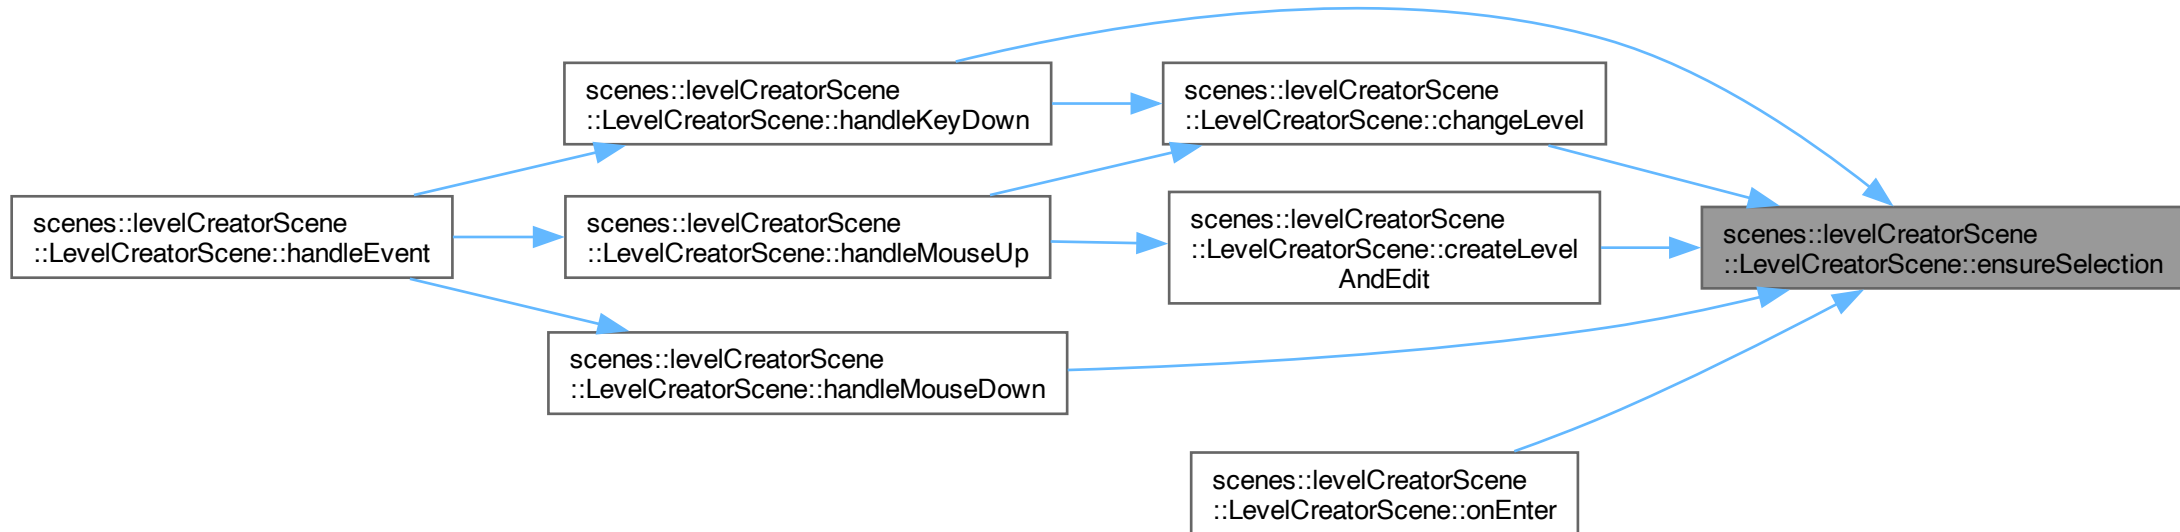 scenes::levelCreatorScene
::LevelCreatorScene::handleKeyDown
scenes::levelCreatorScene
::LevelCreatorScene::changeLevel
scenes::levelCreatorScene
::LevelCreatorScene::handleEvent
scenes::levelCreatorScene
::LevelCreatorScene::handleMouseUp
scenes::levelCreatorScene
::LevelCreatorScene::createLevel
AndEdit
scenes::levelCreatorScene
::LevelCreatorScene::ensureSelection
scenes::levelCreatorScene
::LevelCreatorScene::handleMouseDown
scenes::levelCreatorScene
::LevelCreatorScene::onEnter